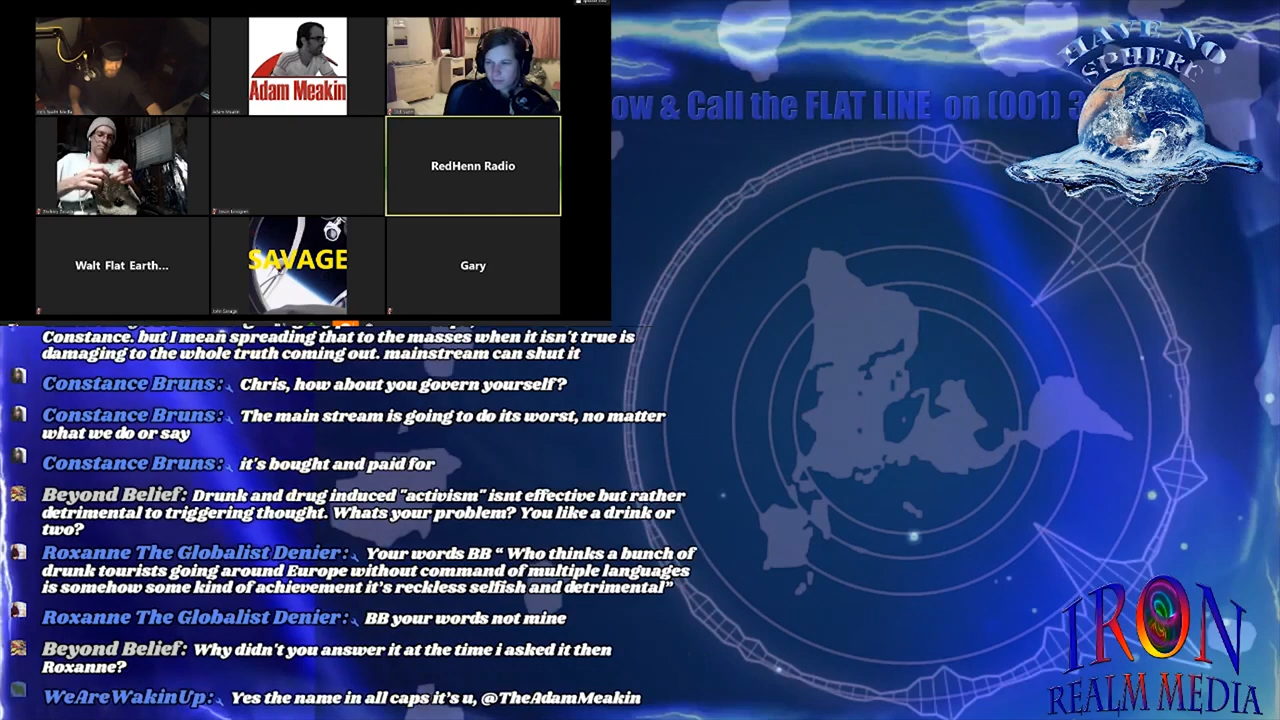 HAVE NO
SPHERE
Adam Meakin
RedHenn Radio
Walt Flat Earth...
SAVAGE
Gary
ow & Call the FLAT LINE on (001) 3
Constance. but I mean spreading that to the masses when it isn't true is
damaging to the whole truth coming out. mainstream can shut it
Constance Bruns: Chris, how about you govern yourself?
Constance Bruns: The main stream is going to do its worst, no matter
what we do or say
Constance Bruns: it's bought and paid for
Beyond Belief: Drunk and drug induced "activism" isnt effective but rather
detrimental to triggering thought. Whats your problem? You like a drink or
two?
Roxanne The Globalist Denier: Your words BB “ Who thinks a bunch of
drunk tourists going around Europe without command of multiple languages
is somehow some kind of achievement it’s reckless selfish and detrimental”
Roxanne The Globalist Denier: BB your words not mine
Beyond Belief: Why didn't you answer it at the time i asked it then
Roxanne?
WeAreWakinUp: Yes the name in all caps it's u, @TheAdamMeakin
IRON
REALM MEDIA